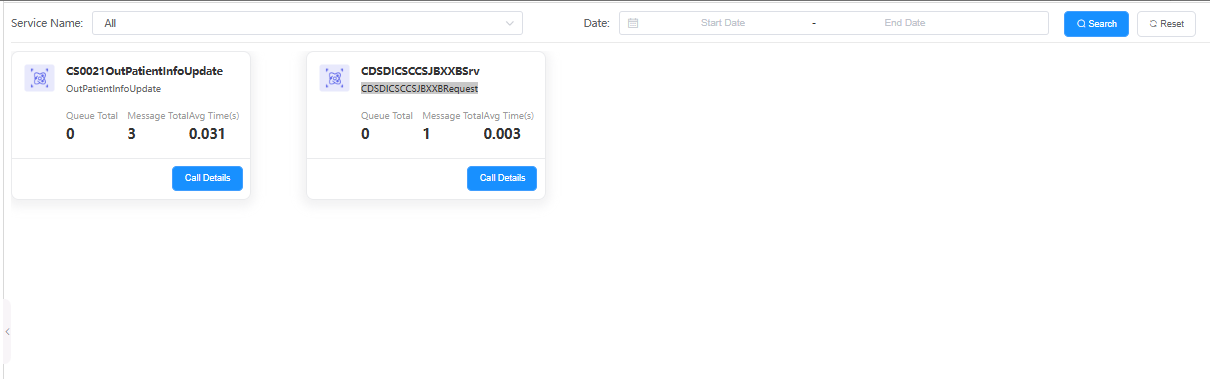 Service Name: All Date: Start Date - End Date Search Reset
CS0021OutPatientInfoUpdate
OutPatientInfoUpdate
Queue Total Message Total Avg Time(s)
0 3 0.031
Call Details
CDSDICSCCSJBXXBSrv
CDSDICSCCSJBXXBRequest
Queue Total Message Total Avg Time(s)
0 1 0.003
Call Details